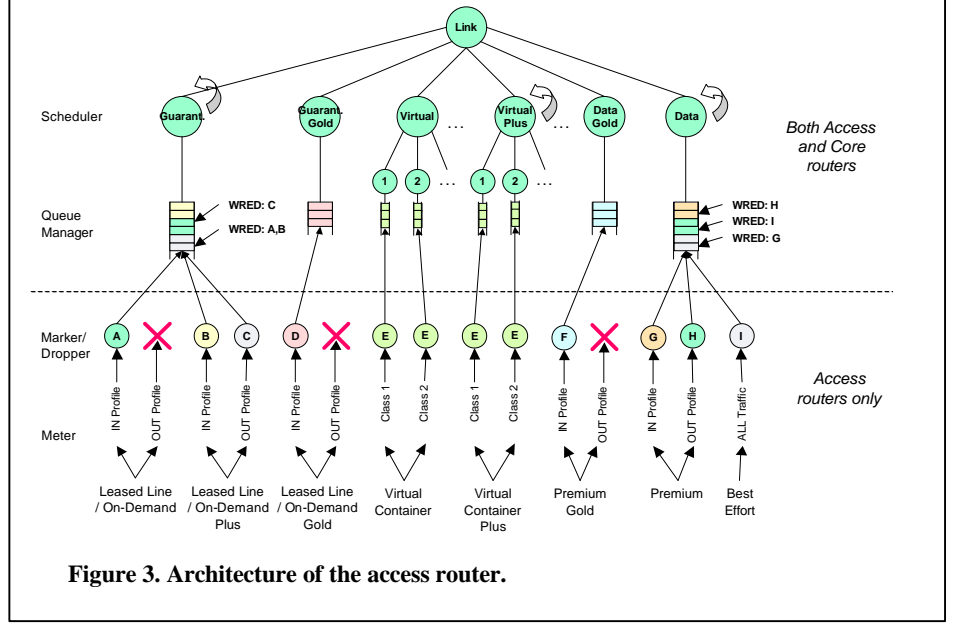 Link
Scheduler
Guarant.
Guarant.
Gold
Virtual
...
Virtual
Plus
...
Data
Gold
Data
Both Access
and Core
routers
1
2
...
1
2
...
Queue
Manager
WRED: C
WRED: A,B
WRED: H
WRED: I
WRED: G
Marker/
Dropper
A
B
C
D
E
E
E
E
F
G
H
I
Access
routers only
Meter
IN Profile
OUT Profile
IN Profile
OUT Profile
IN Profile
OUT Profile
Class 1
Class 2
Class 1
Class 2
IN Profile
OUT Profile
IN Profile
OUT Profile
ALL Traffic
Leased Line
/ On-Demand
Leased Line
/ On-Demand
Plus
Leased Line
/ On-Demand
Gold
Virtual
Container
Virtual
Container
Plus
Premium
Gold
Premium
Best
Effort
Figure 3. Architecture of the access router.